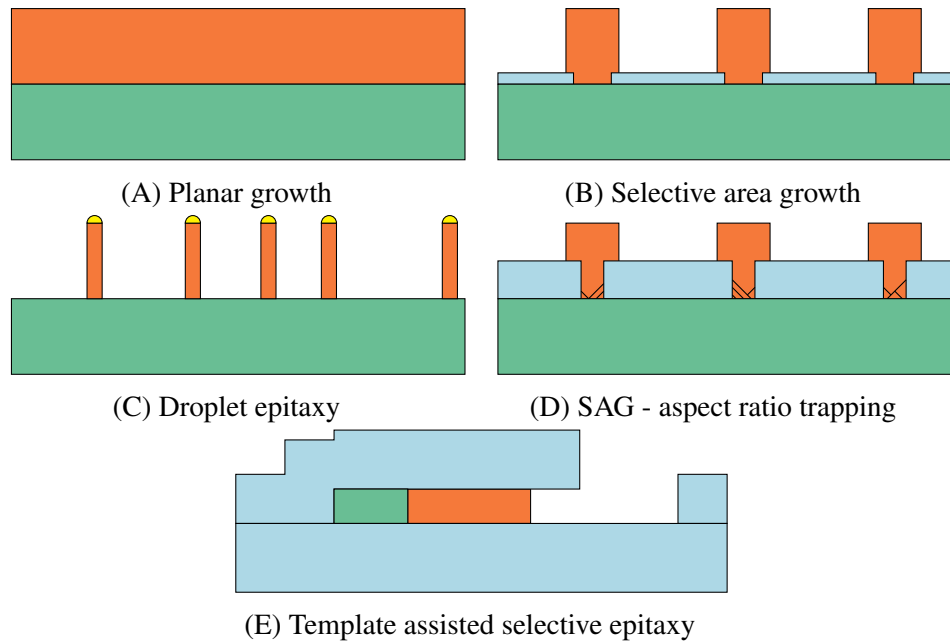 (A) Planar growth
(B) Selective area growth
(C) Droplet epitaxy
(D) SAG - aspect ratio trapping
(E) Template assisted selective epitaxy